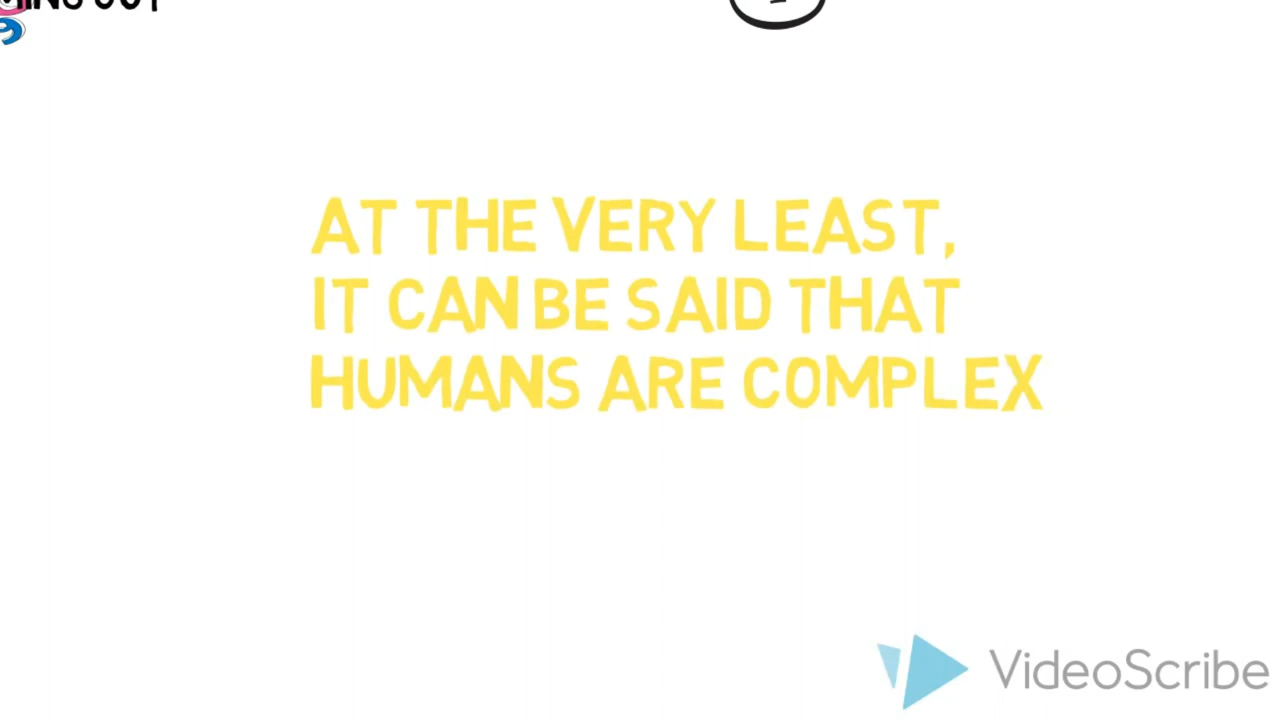 AT THE VERY LEAST,
IT CAN BE SAID THAT
HUMANS ARE COMPLEX
VideoScribe